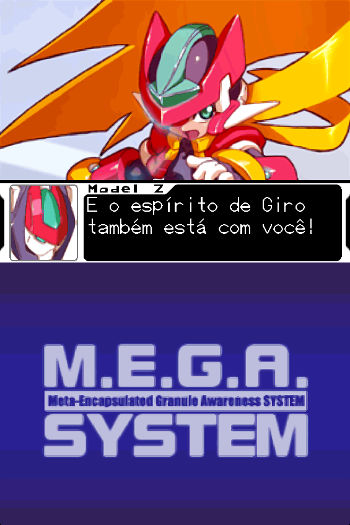 Model Z
E o espírito de Giro
também está com você!
M.E.G.A.
Meta-Encapsulated Granule Awareness SYSTEM
SYSTEM